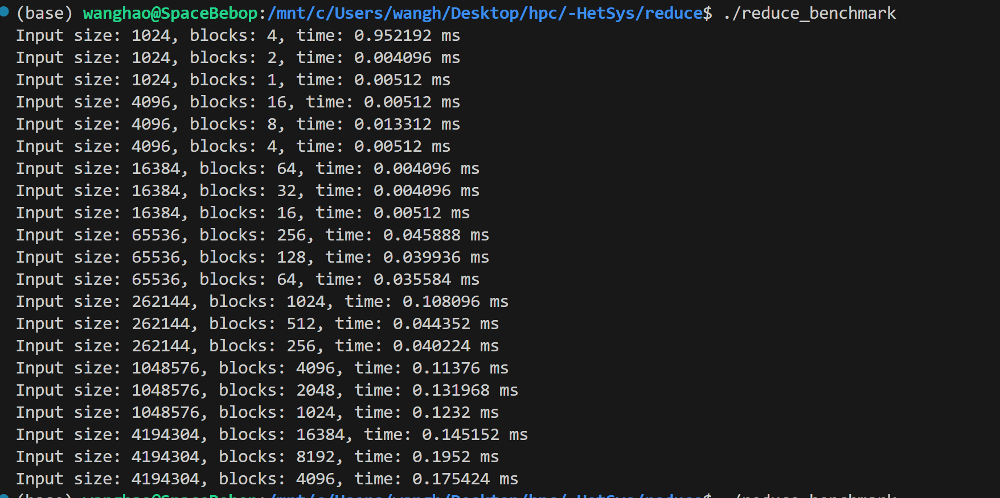 (base) wanghao@SpaceBebop:/mnt/c/Users/wangh/Desktop/hpc/-HetSys/reduce$ ./reduce_benchmark
Input size: 1024, blocks: 4, time: 0.952192 ms
Input size: 1024, blocks: 2, time: 0.004096 ms
Input size: 1024, blocks: 1, time: 0.00512 ms
Input size: 4096, blocks: 16, time: 0.00512 ms
Input size: 4096, blocks: 8, time: 0.013312 ms
Input size: 4096, blocks: 4, time: 0.00512 ms
Input size: 16384, blocks: 64, time: 0.004096 ms
Input size: 16384, blocks: 32, time: 0.004096 ms
Input size: 16384, blocks: 16, time: 0.00512 ms
Input size: 65536, blocks: 256, time: 0.045888 ms
Input size: 65536, blocks: 128, time: 0.039936 ms
Input size: 65536, blocks: 64, time: 0.035584 ms
Input size: 262144, blocks: 1024, time: 0.108096 ms
Input size: 262144, blocks: 512, time: 0.044352 ms
Input size: 262144, blocks: 256, time: 0.040224 ms
Input size: 1048576, blocks: 4096, time: 0.11376 ms
Input size: 1048576, blocks: 2048, time: 0.131968 ms
Input size: 1048576, blocks: 1024, time: 0.1232 ms
Input size: 4194304, blocks: 16384, time: 0.145152 ms
Input size: 4194304, blocks: 8192, time: 0.1952 ms
Input size: 4194304, blocks: 4096, time: 0.175424 ms
(base) wanghao@SpaceBebop:/mnt/c/Users/wangh/Desktop/hpc/-HetSys/reduce$ ./reduce_benchmark